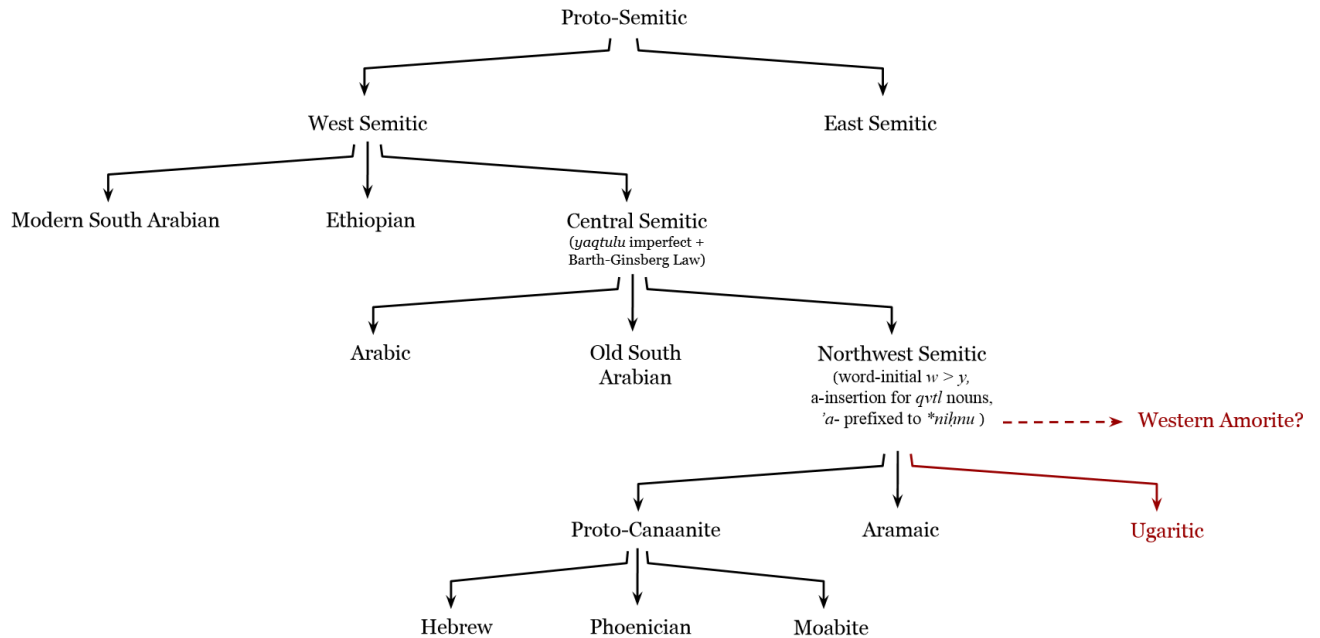 Proto-Semitic
West Semitic
East Semitic
Modern South Arabian
Ethiopian
Central Semitic
(yaqtulu imperfect +
Barth-Ginsberg Law)
Arabic
Old South
Arabian
Northwest Semitic
(word-initial w > y,
a-insertion for qvtl nouns,
ʾa- prefixed to *niḥnu )
Western Amorite?
Proto-Canaanite
Aramaic
Ugaritic
Hebrew
Phoenician
Moabite